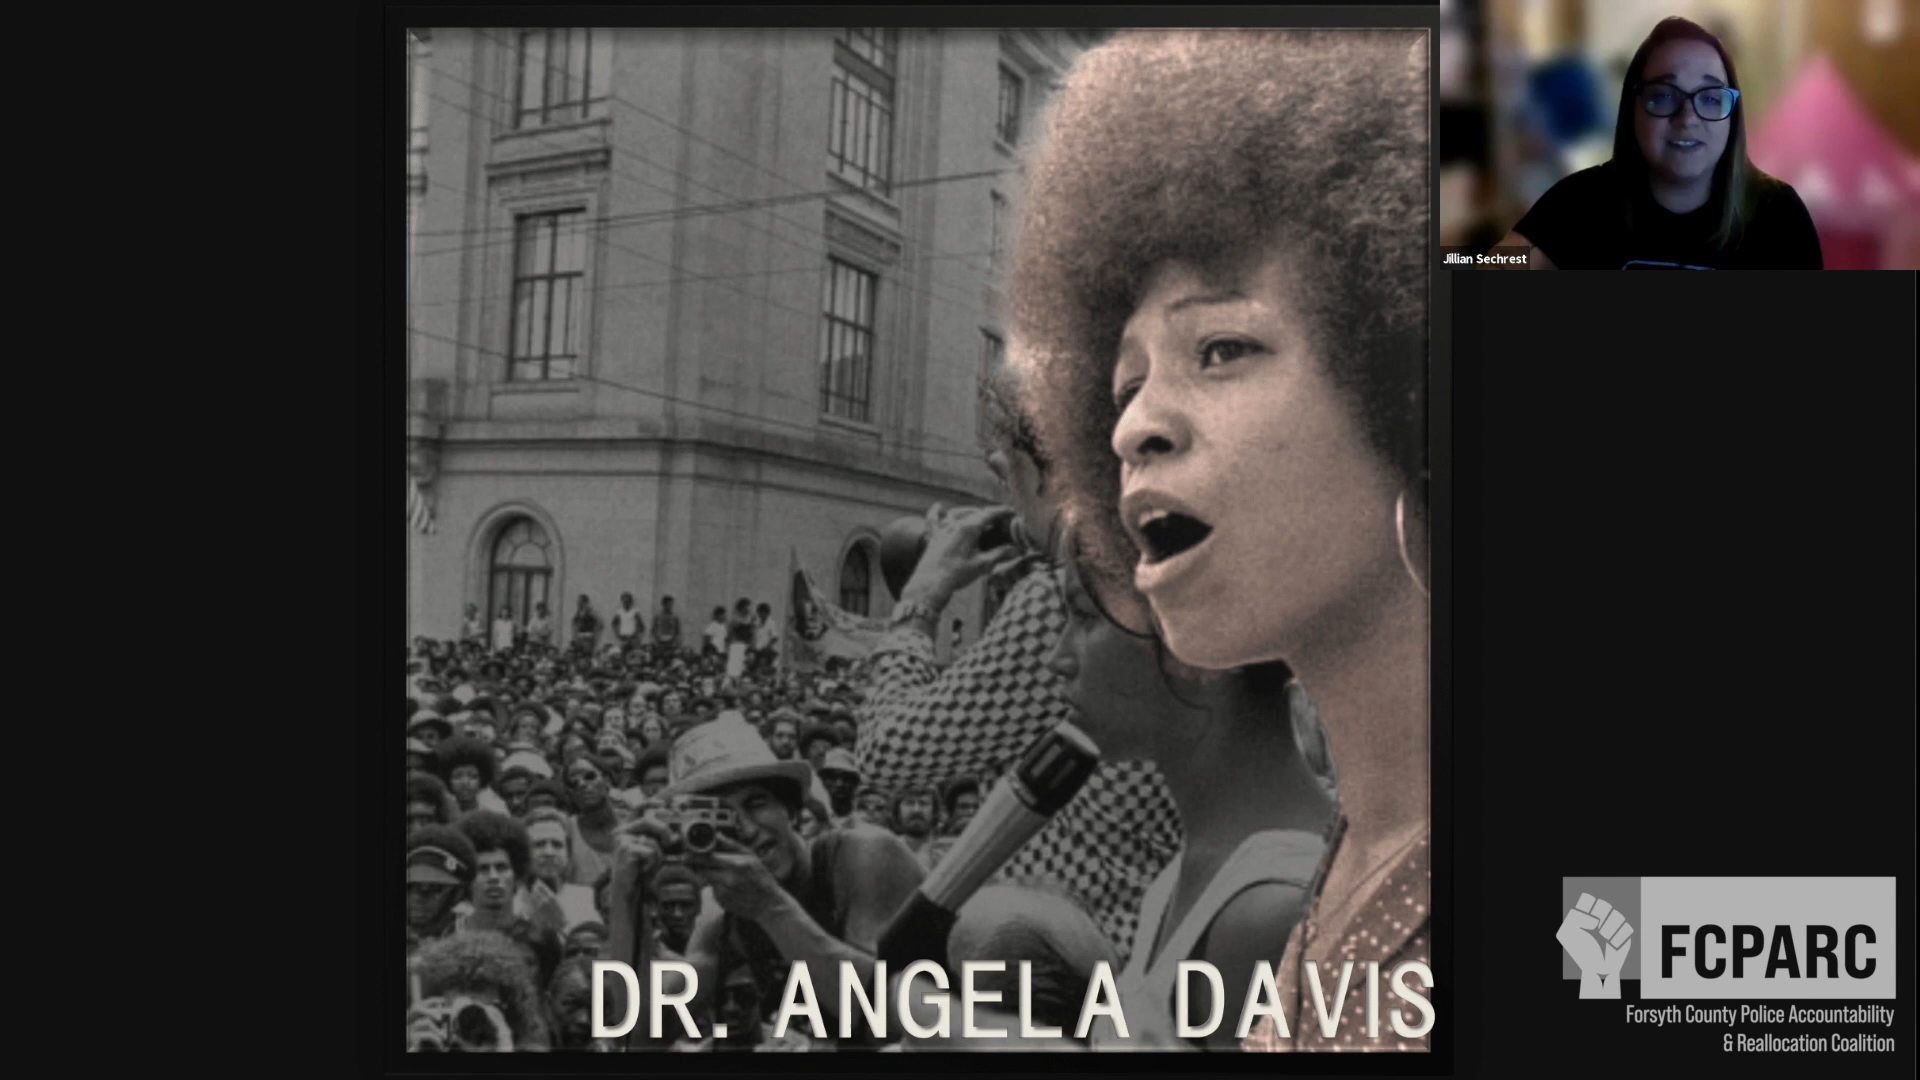 Jillian Sechrest
DR. ANGELA DAVIS
FCPARC
Forsyth County Police Accountability
& Reallocation Coalition